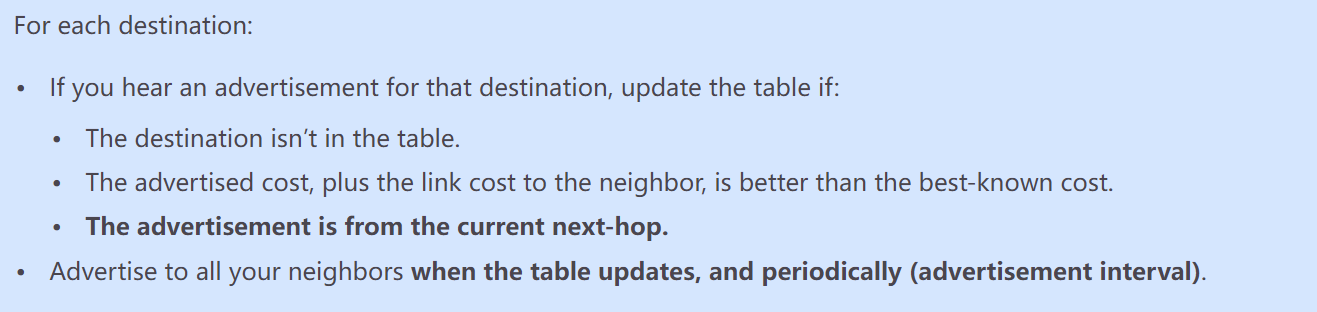 For each destination:
• If you hear an advertisement for that destination, update the table if:
• The destination isn’t in the table.
• The advertised cost, plus the link cost to the neighbor, is better than the best-known cost.
• The advertisement is from the current next-hop.
• Advertise to all your neighbors when the table updates, and periodically (advertisement interval).